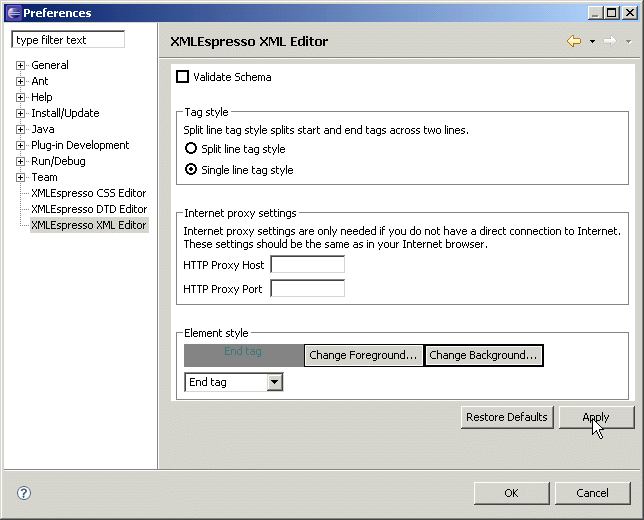 Preferences
type filter text
General
Ant
Help
Install/Update
Java
Plug-in Development
Run/Debug
Team
XMLEspresso CSS Editor
XMLEspresso DTD Editor
XMLEspresso XML Editor
XMLEspresso XML Editor
Validate Schema
Tag style
Split line tag style splits start and end tags across two lines.
Split line tag style
Single line tag style
Internet proxy settings
Internet proxy settings are only needed if you do not have a direct connection to Internet.
These settings should be the same as in your Internet browser.
HTTP Proxy Host
HTTP Proxy Port
Element style
End tag Change Foreground... Change Background...
End tag
Restore Defaults Apply
? OK Cancel